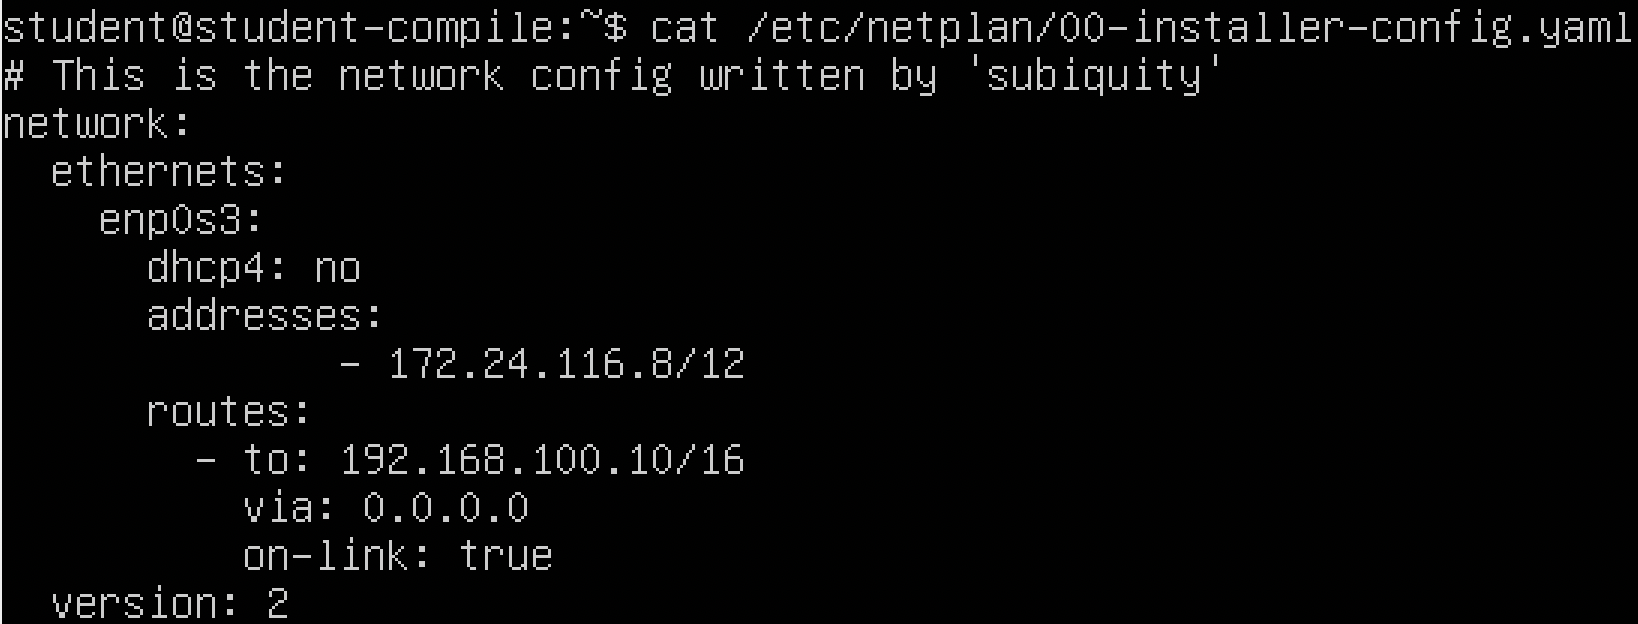 student@student-compile:~$ cat /etc/netplan/00-installer-config.yaml
# This is the network config written by 'subiquity'
network:
  ethernets:
    enp0s3:
      dhcp4: no
      addresses:
              - 172.24.116.8/12
      routes:
        - to: 192.168.100.10/16
          via: 0.0.0.0
          on-link: true
  version: 2